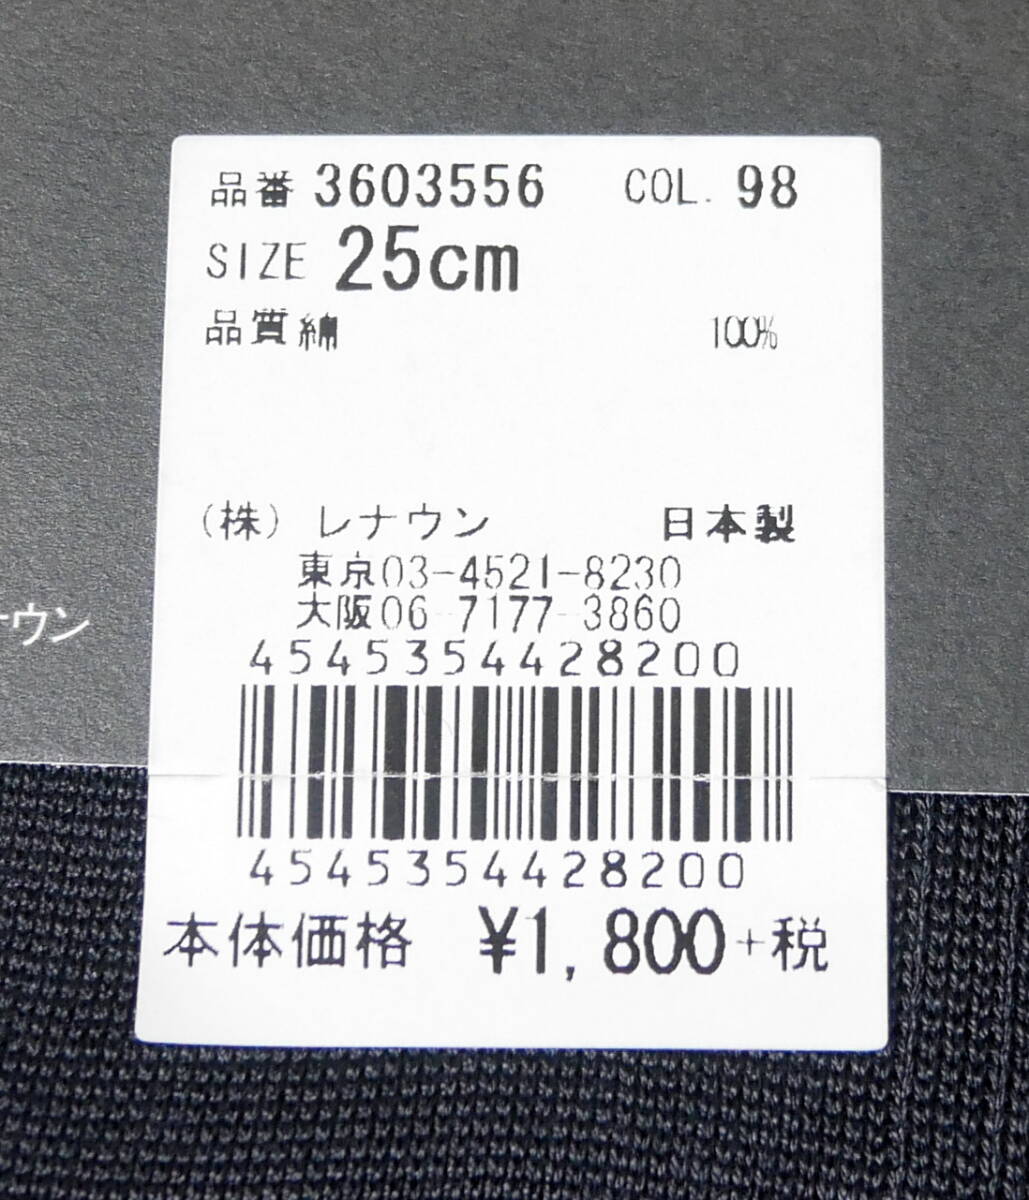 品番 3603556 COL. 98
SIZE 25cm
品質 綿 100%
(株) レナウン 日本製
東京03-4521-8230
大阪06-7177-3860
4545354428200
4545354428200
本体価格 ¥1,800+税
ウン